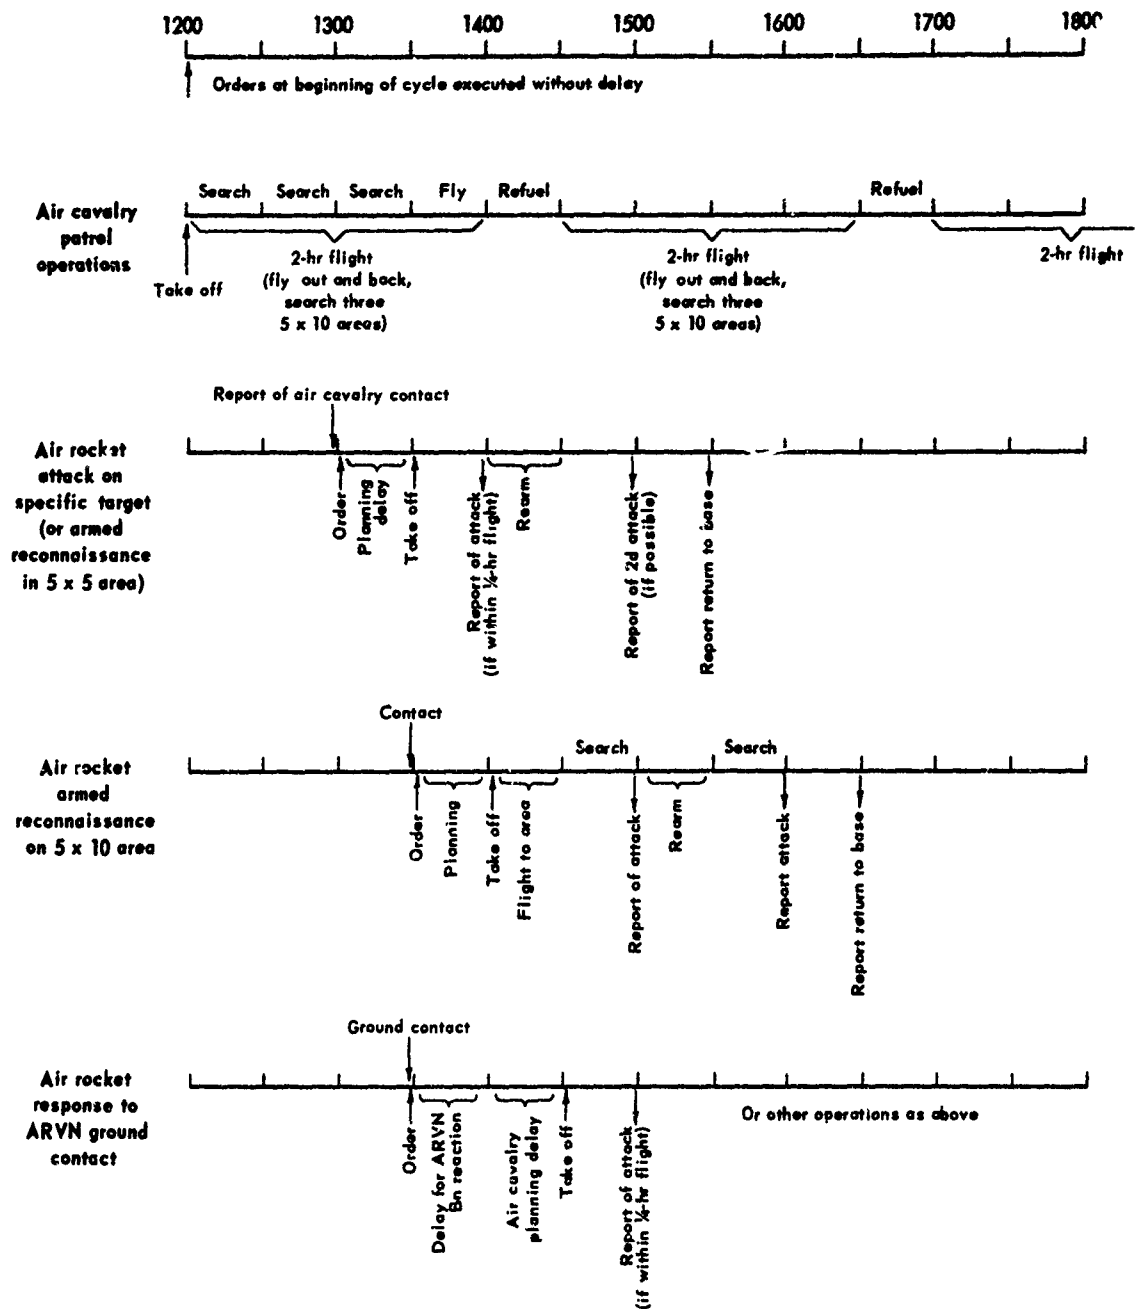 1200 1300 1400 1500 1600 1700 1800
Orders at beginning of cycle executed without delay
Air cavalry
patrol
operations
Search Search Search Fly Refuel Refuel
Take off
2-hr flight
(fly out and back,
search three
5 x 10 areas)
2-hr flight
(fly out and back,
search three
5 x 10 areas)
2-hr flight
Air rocket
attack on
specific target
(or armed
reconnaissance
in 5 x 5 area)
Report of air cavalry contact
Order
Planning
delay
Take off
Report of attack
(if within ¼-hr flight)
Rearm
Report of 2d attack
(if possible)
Report return to base
Air rocket
armed
reconnaissance
on 5 x 10 area
Contact
Search Search
Order
Planning
Take off
Flight to area
Report of attack
Rearm
Report attack
Report return to base
Air rocket
response to
ARVN ground
contact
Ground contact
Order
Delay for ARVN
Bn reaction
Air cavalry
planning delay
Take off
Report of attack
(if within ¼-hr flight)
Or other operations as above